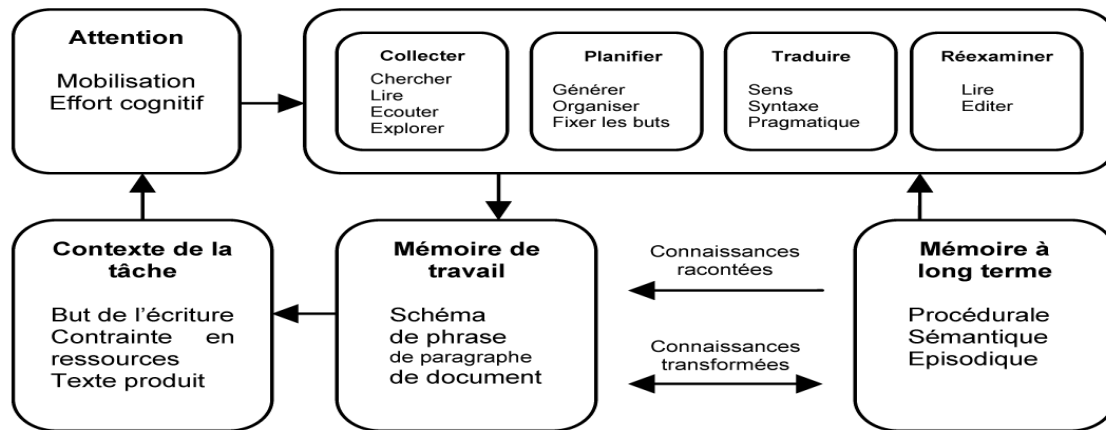 Attention
Mobilisation
Effort cognitif
Collecter
Chercher
Lire
Ecouter
Explorer
Planifier
Générer
Organiser
Fixer les buts
Traduire
Sens
Syntaxe
Pragmatique
Réexaminer
Lire
Editer
Contexte de la
tâche
But de l'écriture
Contrainte en
ressources
Texte produit
Mémoire de
travail
Schéma
de phrase
de paragraphe
de document
Connaissances
racontées
Connaissances
transformées
Mémoire à
long terme
Procédurale
Sémantique
Episodique